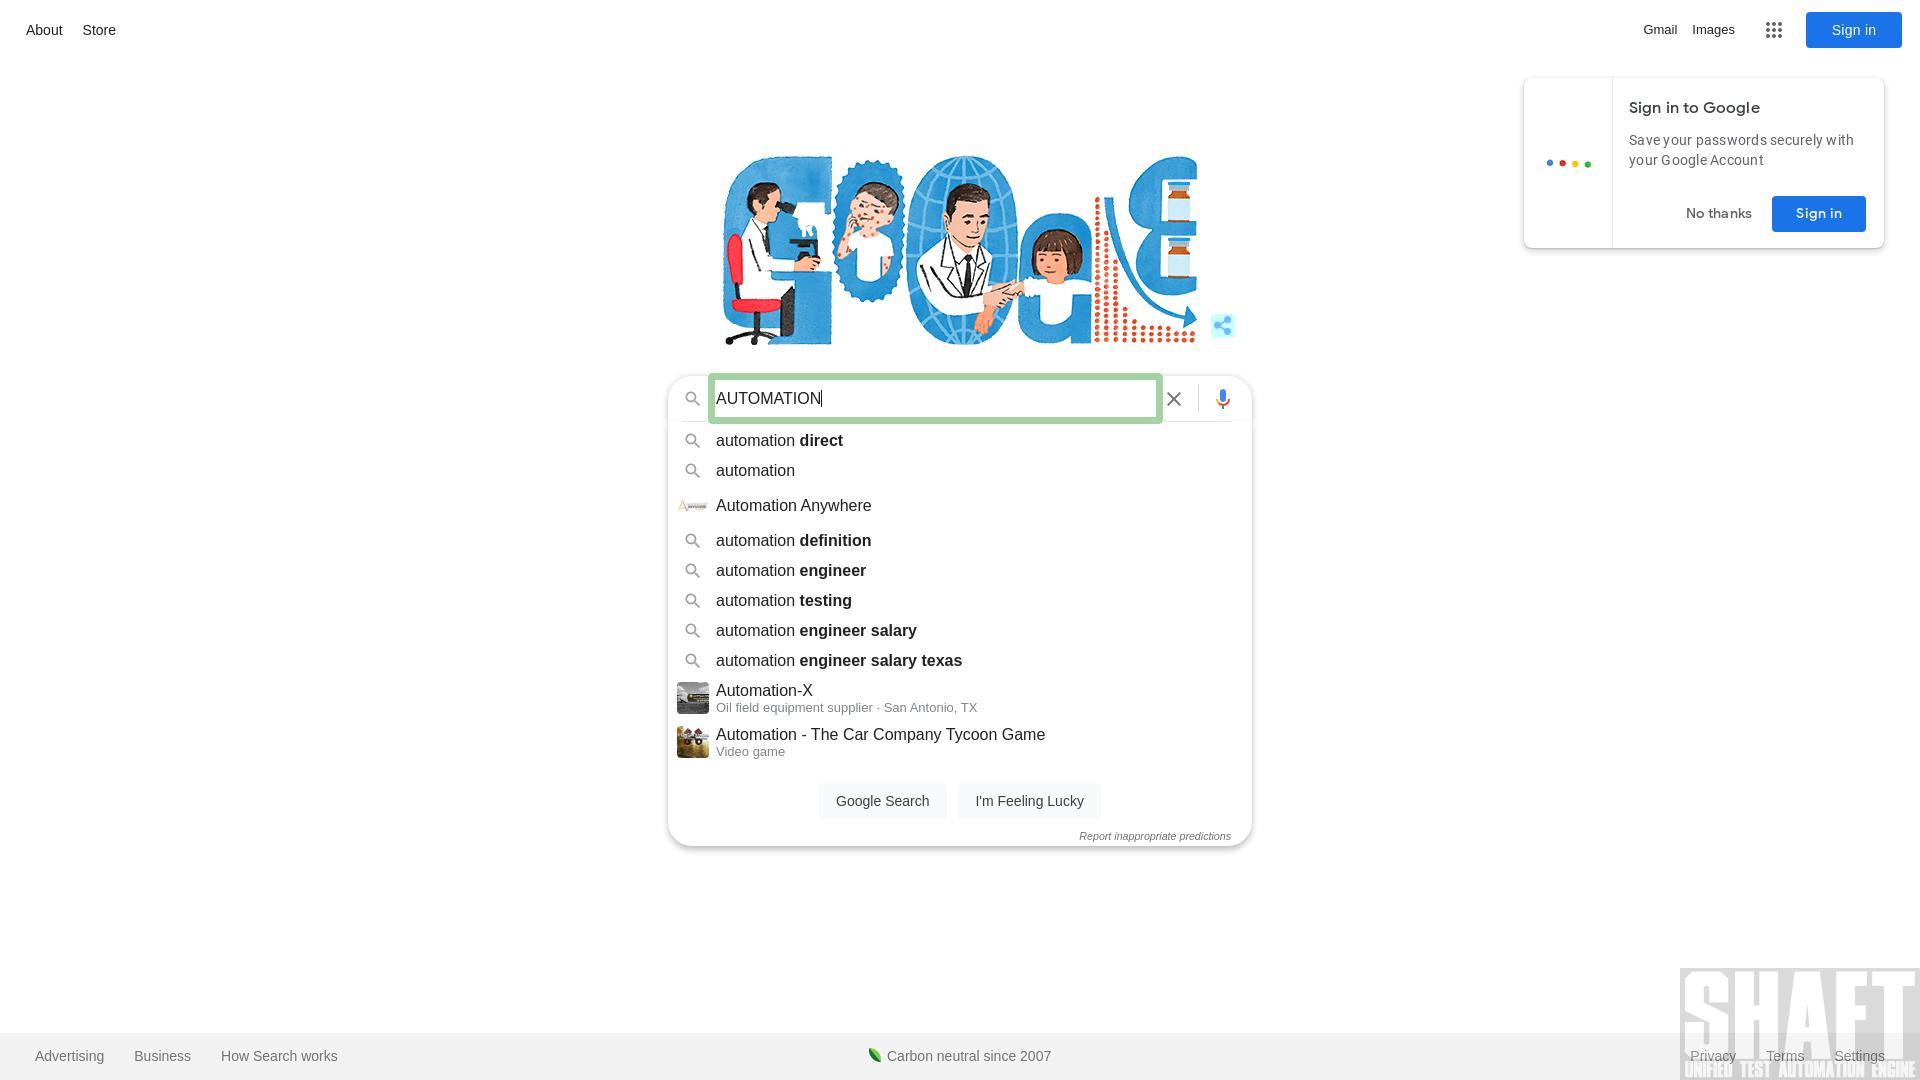 About
Store
Gmail
Images
Sign in
Sign in to Google
Save your passwords securely with
your Google Account
No thanks
Sign in
AUTOMATION
automation direct
automation
Automation Anywhere
automation definition
automation engineer
automation testing
automation engineer salary
automation engineer salary texas
Automation-X
Oil field equipment supplier · San Antonio, TX
Automation - The Car Company Tycoon Game
Video game
Google Search
I'm Feeling Lucky
Report inappropriate predictions
Advertising
Business
How Search works
Carbon neutral since 2007
Privacy
Terms
Settings
SHAFT
UNIFIED TEST AUTOMATION ENGINE